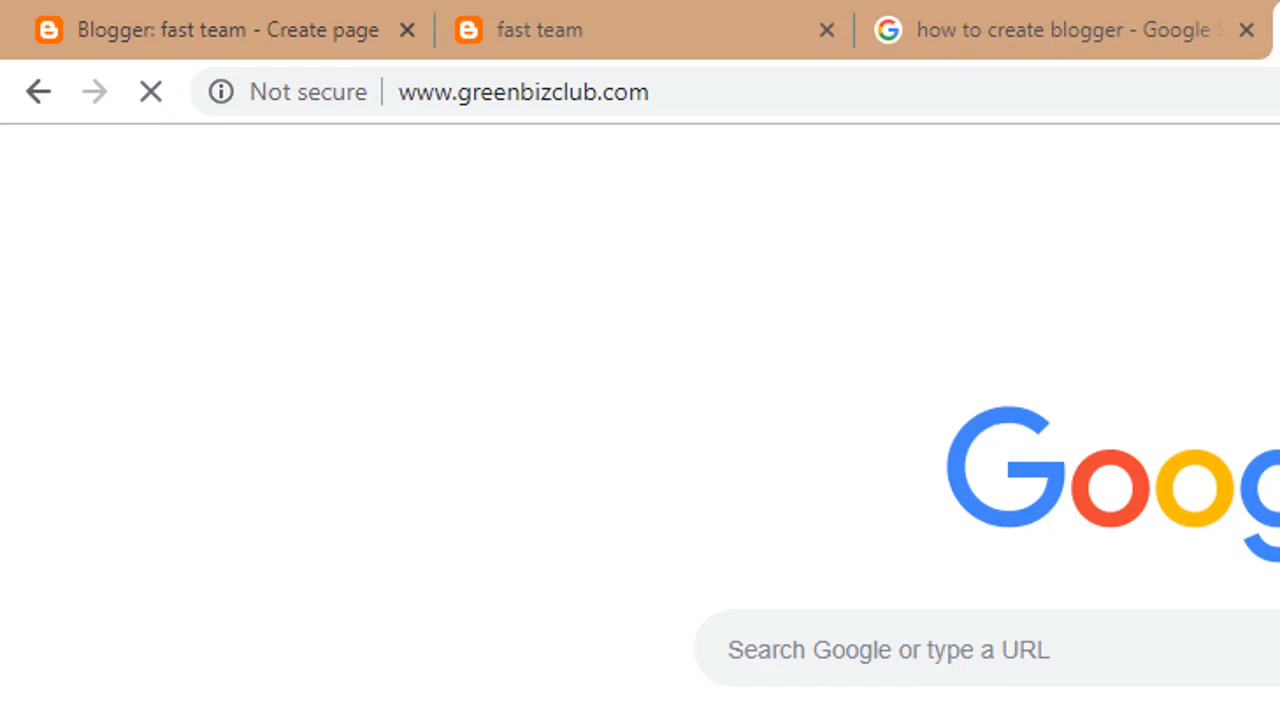 Blogger: fast team - Create page
fast team
how to create blogger - Google
Not secure
www.greenbizclub.com
Goog
Search Google or type a URL